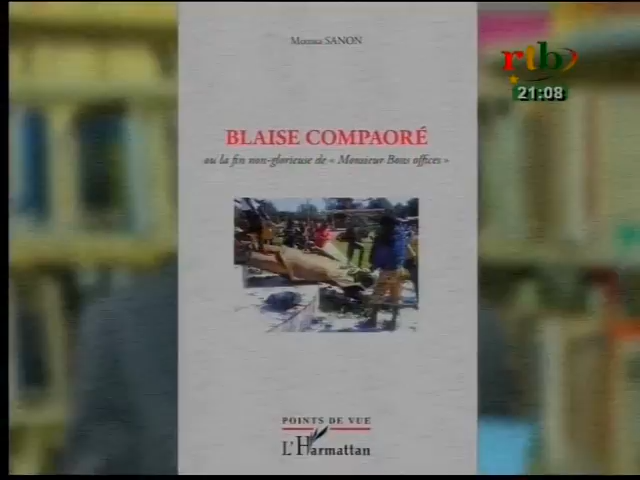 Moussa SANON
rtb
21:08
BLAISE COMPAORÉ
ou la fin non-glorieuse de « Monsieur Bons offices »
POINTS DE VUE
L'Harmattan